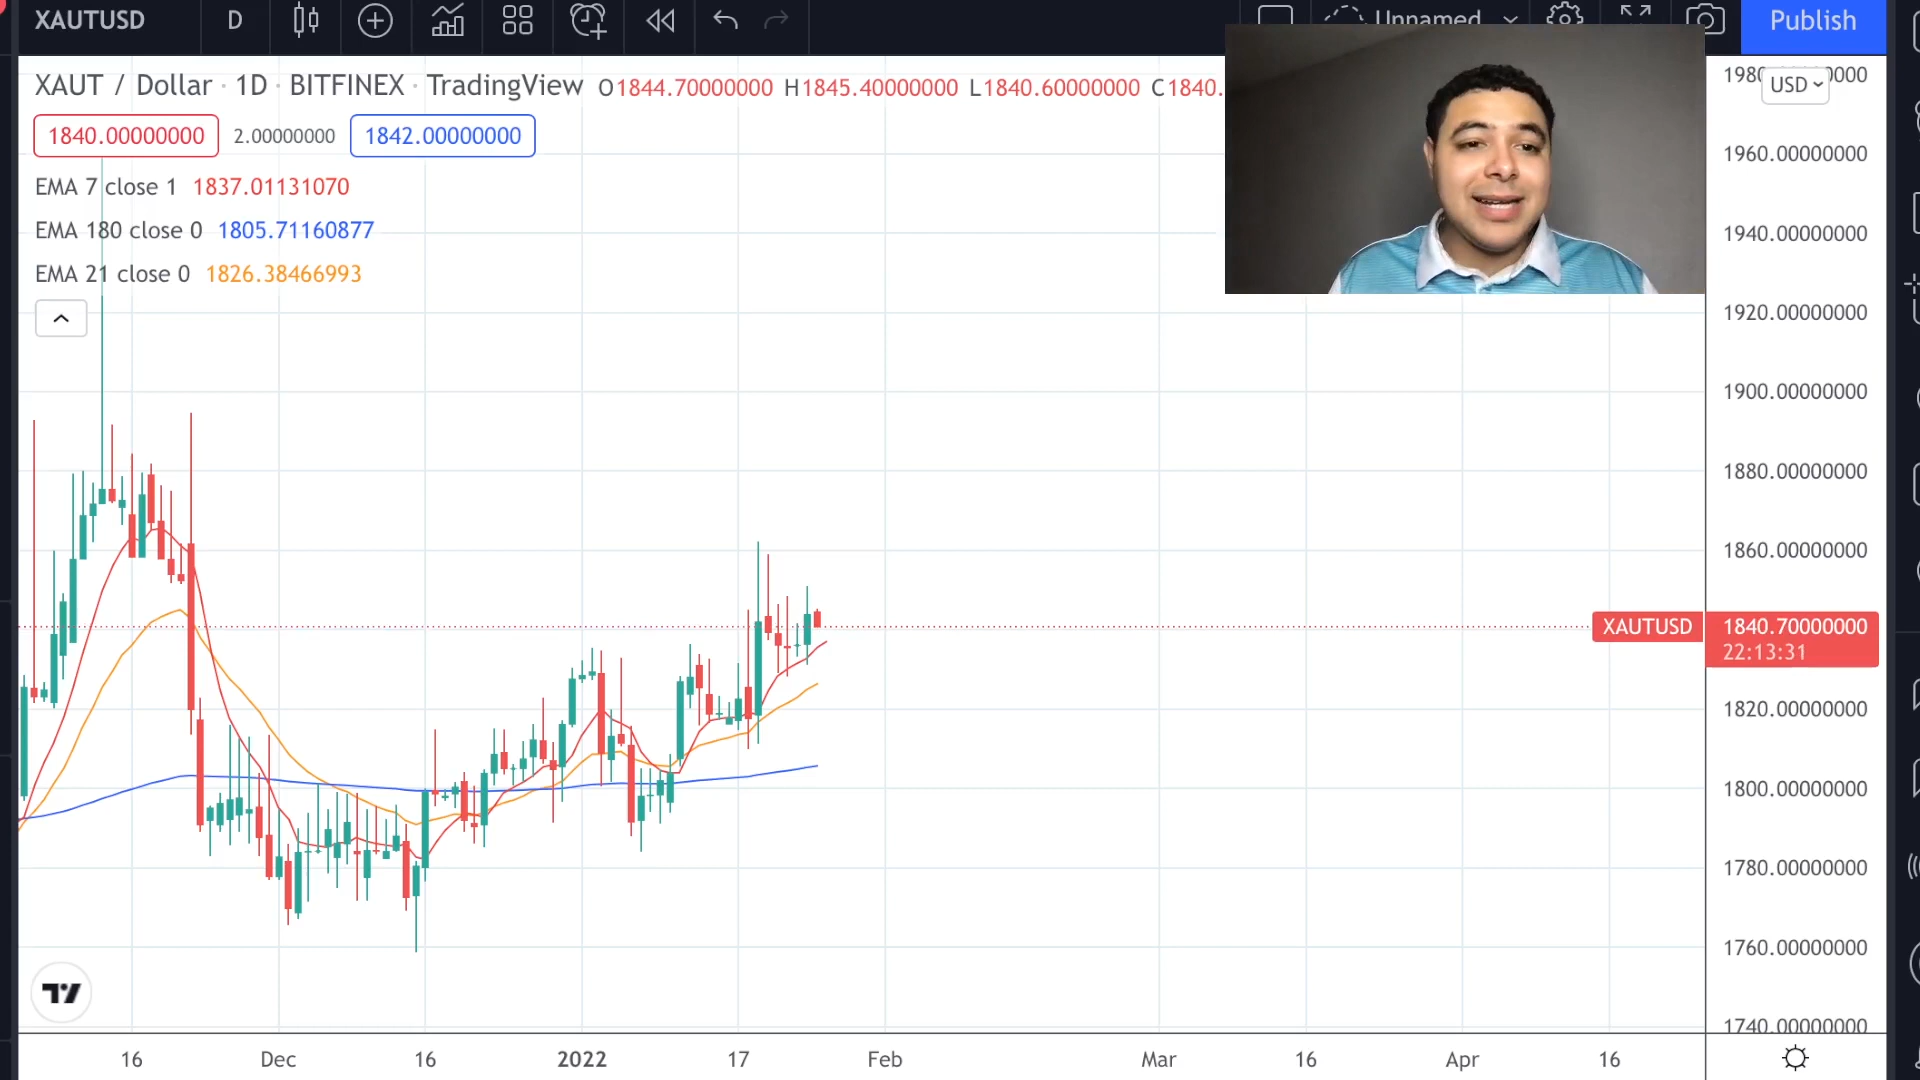 XAUTUSD D Unnamed Publish
XAUT / Dollar · 1D · BITFINEX · TradingView O1844.70000000 H1845.40000000 L1840.60000000 C1840.
USD
1840.00000000 2.00000000 1842.00000000
EMA 7 close 1 1837.01131070
EMA 180 close 0 1805.71160877
EMA 21 close 0 1826.38466993
1960.00000000
1940.00000000
1920.00000000
1900.00000000
1880.00000000
1860.00000000
XAUTUSD 1840.70000000
22:13:31
1820.00000000
1800.00000000
1780.00000000
1760.00000000
1740.00000000
16 Dec 16 2022 17 Feb Mar 16 Apr 16